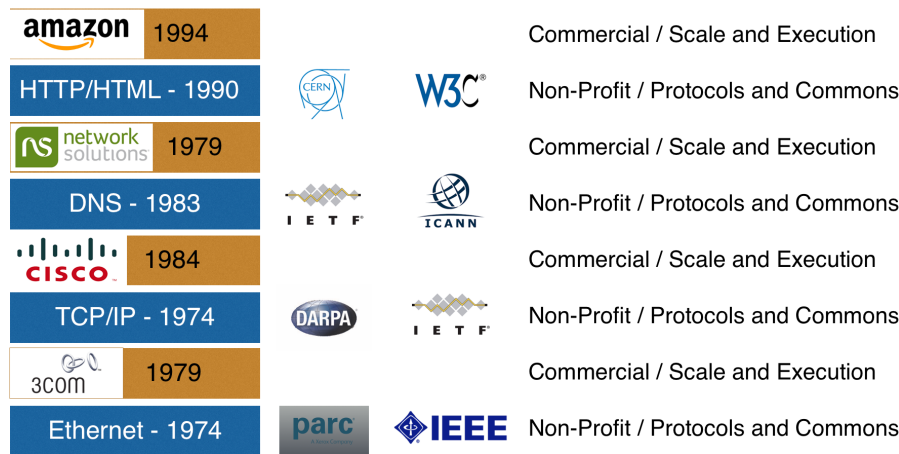 amazon 1994 Commercial / Scale and Execution
HTTP/HTML - 1990 CERN W3C® Non-Profit / Protocols and Commons
ns network solutions 1979 Commercial / Scale and Execution
DNS - 1983 IETF® ICANN Non-Profit / Protocols and Commons
CISCO™ 1984 Commercial / Scale and Execution
TCP/IP - 1974 DARPA IETF® Non-Profit / Protocols and Commons
3COM 1979 Commercial / Scale and Execution
Ethernet - 1974 parc IEEE Non-Profit / Protocols and Commons